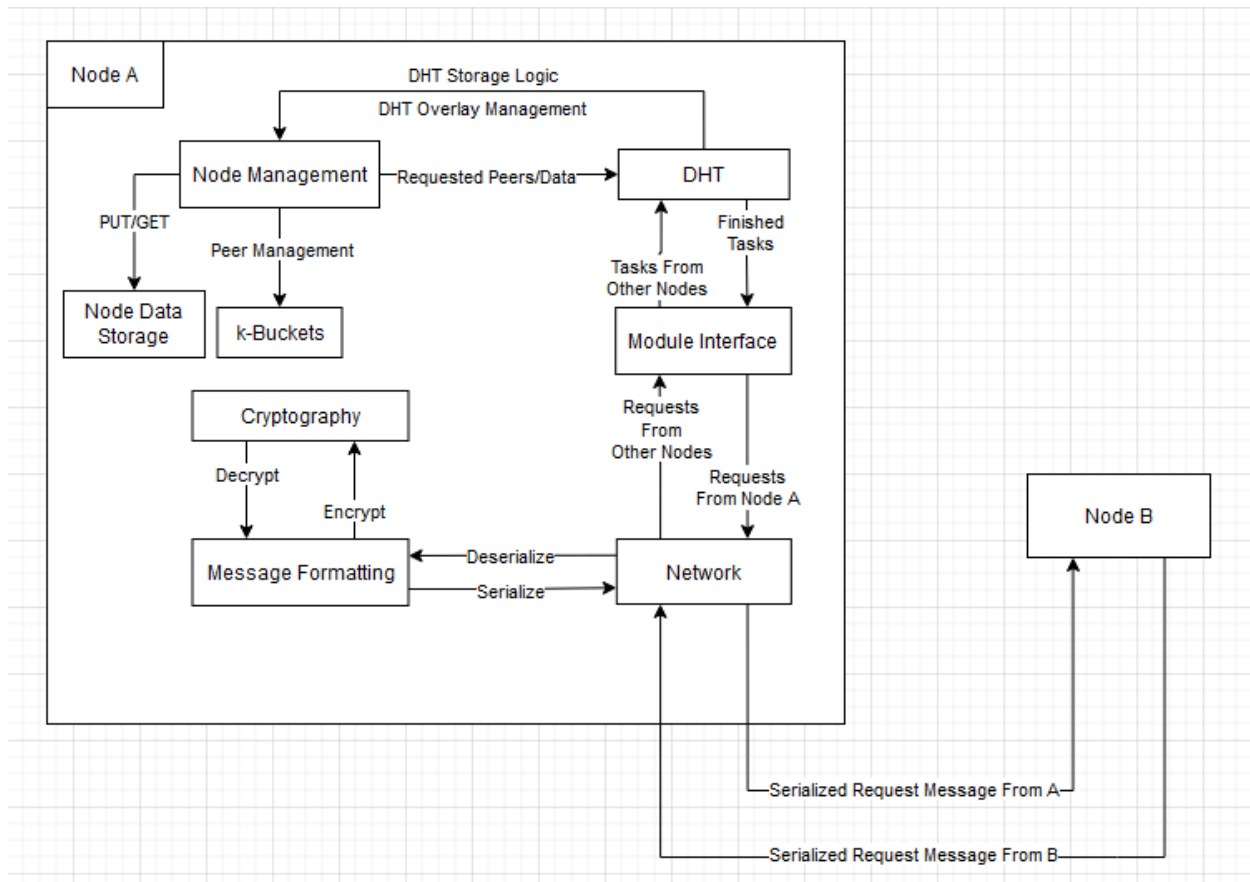 Node A
DHT Storage Logic
DHT Overlay Management
Node Management
Requested Peers/Data
DHT
PUT/GET
Peer Management
Finished
Tasks
Tasks From
Other Nodes
Node Data
Storage
k-Buckets
Module Interface
Cryptography
Requests
From
Other Nodes
Decrypt
Encrypt
Requests
From Node A
Node B
Message Formatting
Deserialize
Serialize
Network
Serialized Request Message From A
Serialized Request Message From B